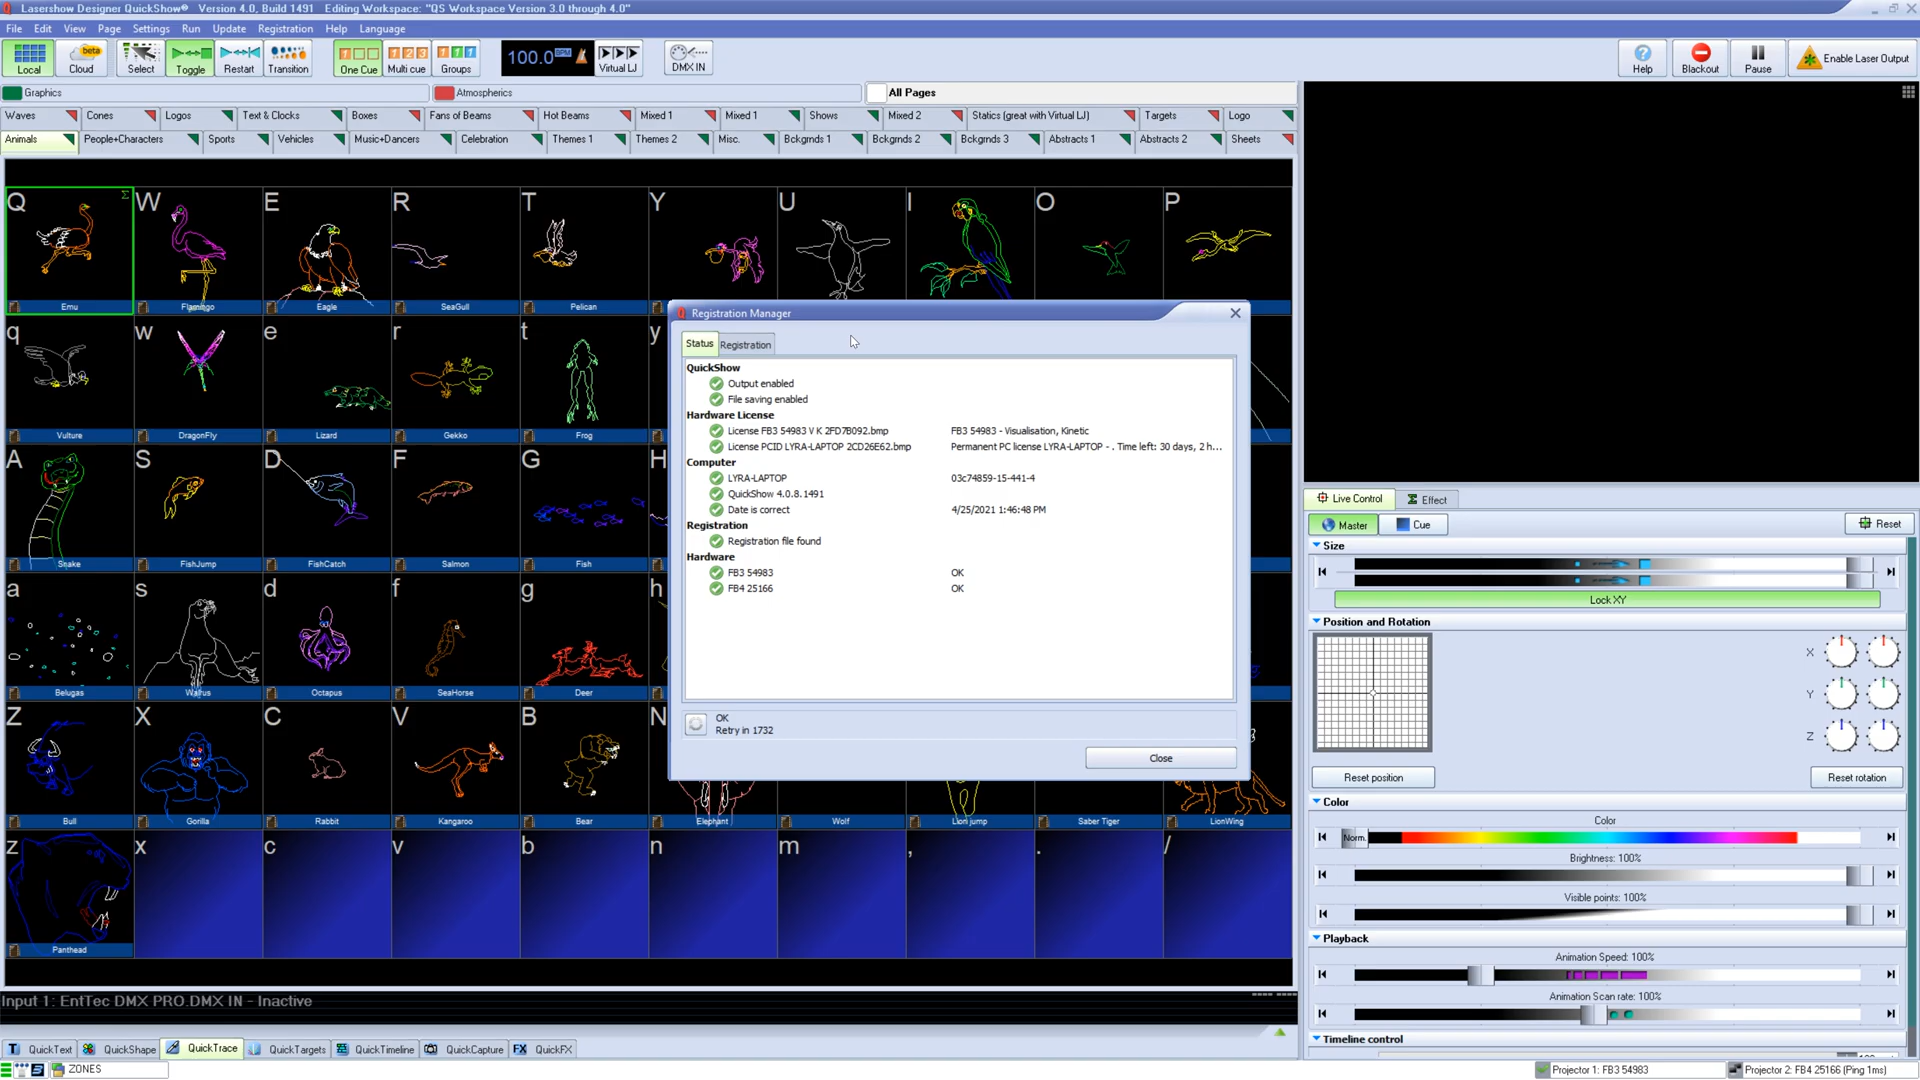 Lasershow Designer QuickShow® Version 4.0, Build 1491 Editing Workspace: "QS Workspace Version 3.0 through 4.0"
File Edit View Page Settings Run Update Registration Help Language
Local Cloud beta Select Toggle Restart Transition One Cue Multi cue Groups 100.0 BPM Virtual LJ DMX IN Help Blackout Pause Enable Laser Output
Graphics Atmospherics All Pages
Waves Cones Logos Text & Clocks Boxes Fans of Beams Hot Beams Mixed 1 Mixed 1 Shows Mixed 2 Statics (great with Virtual LJ) Targets Logo
Animals People+Characters Sports Vehicles Music+Dancers Celebration Themes 1 Themes 2 Misc. Bckgrnds 1 Bckgrnds 2 Bckgrnds 3 Abstracts 1 Abstracts 2 Sheets
Q W E R T Y U I O P
Emu Flamingo Eagle SeaGull Pelican
q w e r t y
Vulture DragonFly Lizard Gekko Frog
A S D F G H
Snake FishJump FishCatch Salmon Fish
a s d f g h
Belugas Walrus Octapus SeaHorse Deer
Z X C V B N
Bull Gorilla Rabbit Kangaroo Bear Elephant Wolf Lion jump Saber Tiger LionWing
z x c v b n m , . /
Panthead
Registration Manager
Status Registration
QuickShow
Output enabled
File saving enabled
Hardware License
License FB3 54983 V K 2FD7B092.bmp FB3 54983 - Visualisation, Kinetic
License PCID LYRA-LAPTOP 2CD26E62.bmp Permanent PC license LYRA-LAPTOP - . Time left: 30 days, 2 h...
Computer
LYRA-LAPTOP 03c74859-15-441-4
QuickShow 4.0.8.1491
Date is correct 4/25/2021 1:46:48 PM
Registration
Registration file found
Hardware
FB3 54983 OK
FB4 25166 OK
OK
Retry in 1732
Close
Live Control Effect
Master Cue Reset
Size
Lock XY
Position and Rotation
X
Y
Z
Reset position Reset rotation
Color
Color
Norm.
Brightness: 100%
Visible points: 100%
Playback
Animation Speed: 100%
Animation Scan rate: 100%
Timeline control
Input 1: EntTec DMX PRO.DMX IN - Inactive
QuickText QuickShape QuickTrace QuickTargets QuickTimeline QuickCapture FX QuickFX
ZONES Projector 1: FB3 54983 Projector 2: FB4 25166 (Ping 1ms)